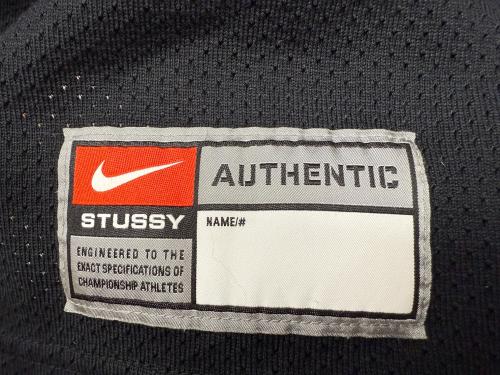 AUTHENTIC
STUSSY
NAME/#
ENGINEERED TO THE
EXACT SPECIFICATIONS OF
CHAMPIONSHIP ATHLETES